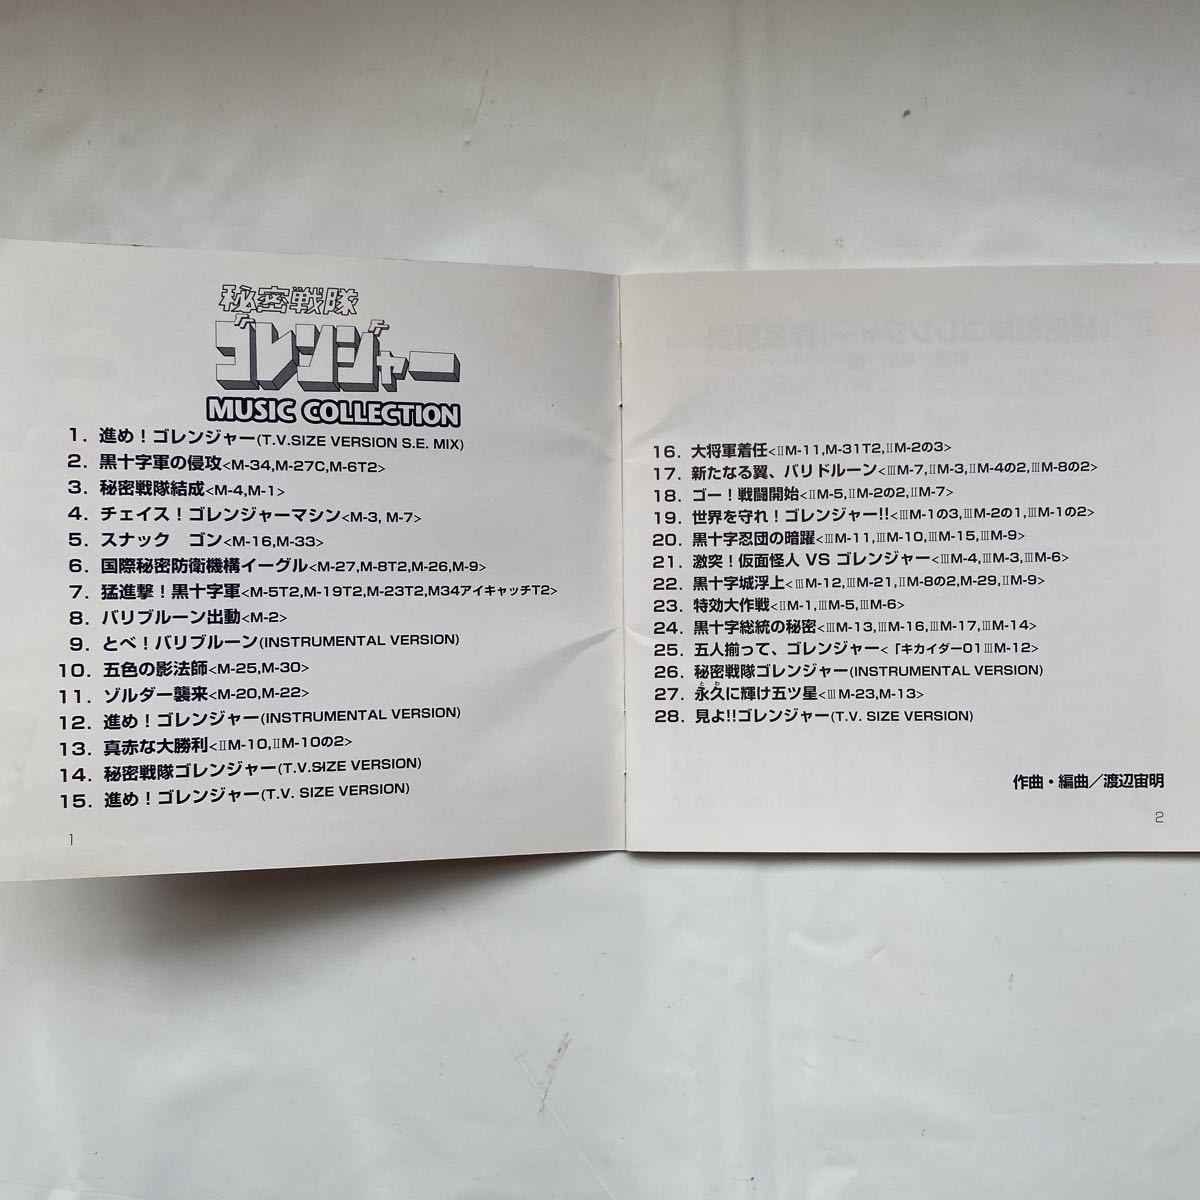 秘密戦隊
ゴレンジャー
MUSIC COLLECTION
1. 進め！ゴレンジャー(T.V.SIZE VERSION S.E. MIX)
2. 黒十字軍の侵攻<M-34,M-27C,M-6T2>
3. 秘密戦隊結成<M-4,M-1>
4. チェイス！ゴレンジャーマシン<M-3, M-7>
5. スナック　ゴン<M-16,M-33>
6. 国際秘密防衛機構イーグル<M-27,M-8T2,M-26,M-9>
7. 猛進撃！黒十字軍<M-5T2,M-19T2,M-23T2,M34アイキャッチT2>
8. バリブルーン出動<M-2>
9. とべ！バリブルーン(INSTRUMENTAL VERSION)
10. 五色の影法師<M-25,M-30>
11. ゾルダー襲来<M-20,M-22>
12. 進め！ゴレンジャー(INSTRUMENTAL VERSION)
13. 真赤な大勝利<ⅡM-10,ⅡM-10の2>
14. 秘密戦隊ゴレンジャー(T.V.SIZE VERSION)
15. 進め！ゴレンジャー(T.V. SIZE VERSION)
1
16. 大将軍着任<ⅡM-11,M-31T2,ⅡM-2の3>
17. 新たなる翼、バリドルーン<ⅢM-7,ⅡM-3,ⅡM-4の2,ⅢM-8の2>
18. ゴー！戦闘開始<ⅡM-5,ⅡM-2の2,ⅡM-7>
19. 世界を守れ！ゴレンジャー!!<ⅢM-1の3,ⅢM-2の1,ⅢM-1の2>
20. 黒十字忍団の暗躍<ⅢM-11,ⅢM-10,ⅢM-15,ⅢM-9>
21. 激突！仮面怪人 VS ゴレンジャー<ⅢM-4,ⅢM-3,ⅢM-6>
22. 黒十字城浮上<ⅢM-12,ⅢM-21,ⅡM-8の2,M-29,ⅡM-9>
23. 特効大作戦<ⅡM-1,ⅢM-5,ⅢM-6>
24. 黒十字総統の秘密<ⅢM-13,ⅢM-16,ⅢM-17,ⅢM-14>
25. 五人揃って、ゴレンジャー<「キカイダー01ⅢM-12>
26. 秘密戦隊ゴレンジャー(INSTRUMENTAL VERSION)
とわ
27. 永久に輝け五ツ星<ⅢM-23,M-13>
28. 見よ!!ゴレンジャー(T.V. SIZE VERSION)
作曲・編曲／渡辺宙明
2